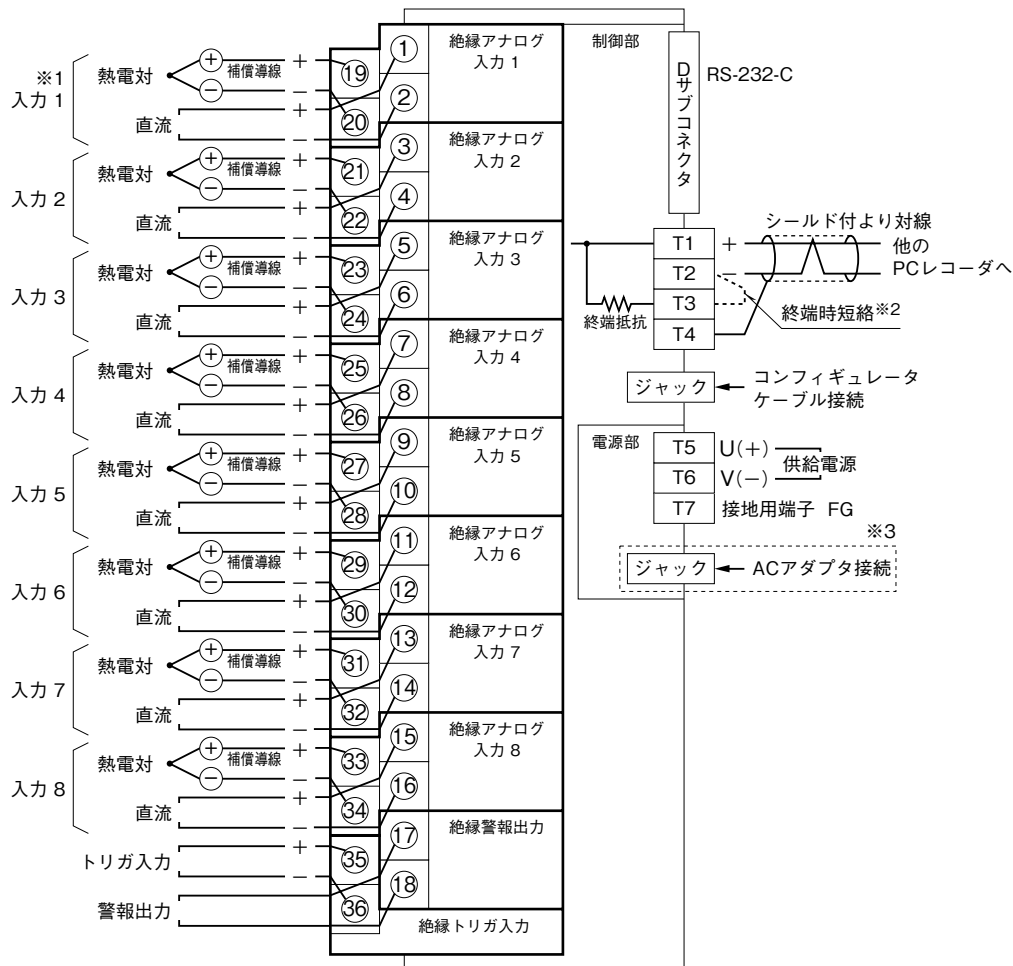 ※1
入力 1
熱電対
+
−
補償導線
+
−
直流
+
−
19
20
1
2
絶縁アナログ
入力 1
入力 2
熱電対
+
−
補償導線
+
−
直流
+
−
21
22
3
4
絶縁アナログ
入力 2
入力 3
熱電対
+
−
補償導線
+
−
直流
+
−
23
24
5
6
絶縁アナログ
入力 3
入力 4
熱電対
+
−
補償導線
+
−
直流
+
−
25
26
7
8
絶縁アナログ
入力 4
入力 5
熱電対
+
−
補償導線
+
−
直流
+
−
27
28
9
10
絶縁アナログ
入力 5
入力 6
熱電対
+
−
補償導線
+
−
直流
+
−
29
30
11
12
絶縁アナログ
入力 6
入力 7
熱電対
+
−
補償導線
+
−
直流
+
−
31
32
13
14
絶縁アナログ
入力 7
入力 8
熱電対
+
−
補償導線
+
−
直流
+
−
33
34
15
16
絶縁アナログ
入力 8
トリガ入力
+
−
35
36
警報出力
17
18
絶縁警報出力
絶縁トリガ入力
制御部
Dサブコネクタ
RS-232-C
シールド付より対線
T1
+
他の
PCレコーダへ
T2
−
T3
終端抵抗
終端時短絡※2
T4
ジャック
コンフィギュレータ
ケーブル接続
電源部
T5
U(+)
供給電源
T6
V(−)
T7
接地用端子 FG
※3
ジャック
ACアダプタ接続